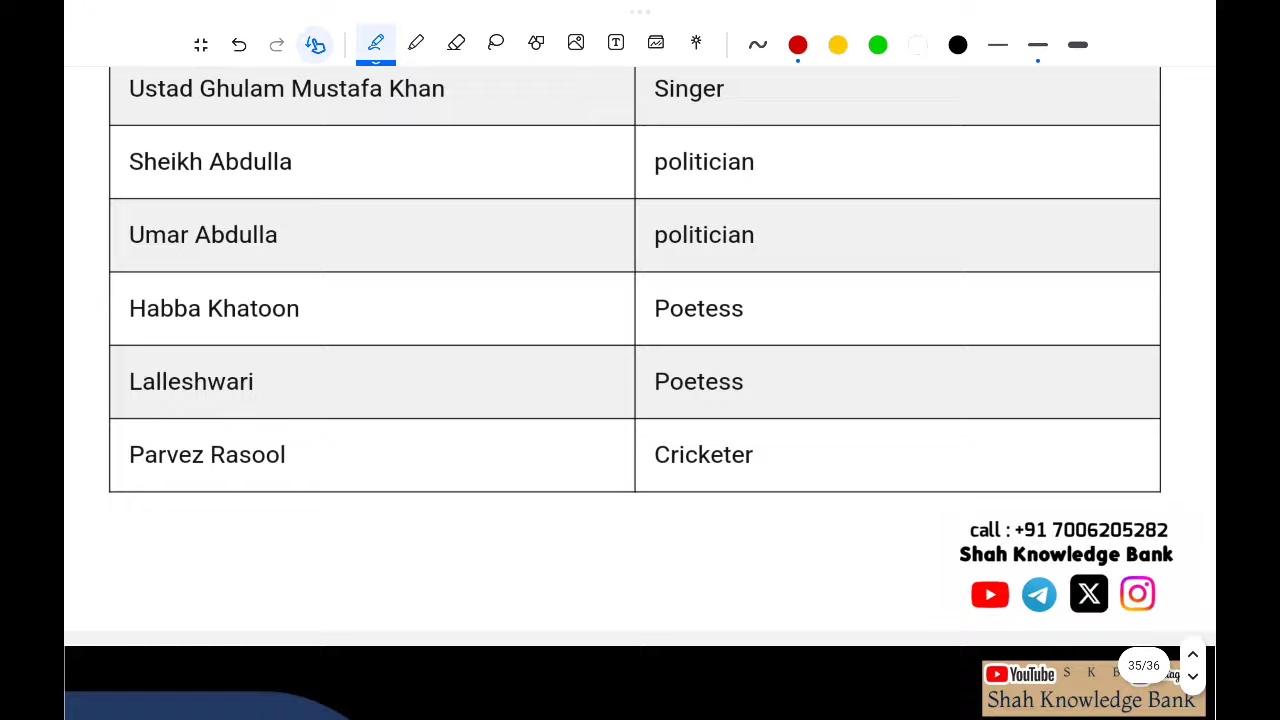 Ustad Ghulam Mustafa Khan Singer
Sheikh Abdulla politician
Umar Abdulla politician
Habba Khatoon Poetess
Lalleshwari Poetess
Parvez Rasool Cricketer
call : +91 7006205282
Shah Knowledge Bank
35/36
YouTube S K B
Shah Knowledge Bank